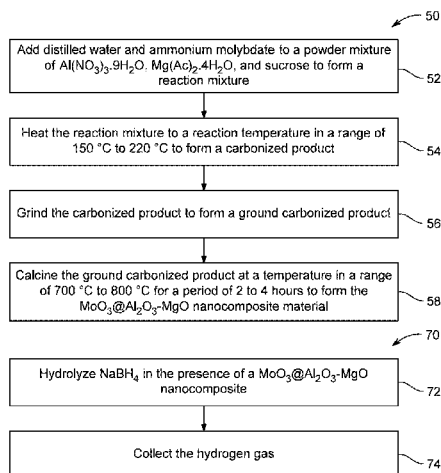 50
Add distilled water and ammonium molybdate to a powder mixture
of Al(NO₃)₃.9H₂O, Mg(Ac)₂.4H₂O, and sucrose to form a
reaction mixture
52
Heat the reaction mixture to a reaction temperature in a range of
150 °C to 220 °C to form a carbonized product
54
Grind the carbonized product to form a ground carbonized product
56
Calcine the ground carbonized product at a temperature in a range
of 700 °C to 800 °C for a period of 2 to 4 hours to form the
MoO₃@Al₂O₃-MgO nanocomposite material
58
70
Hydrolyze NaBH₄ in the presence of a MoO₃@Al₂O₃-MgO
nanocomposite
72
Collect the hydrogen gas
74